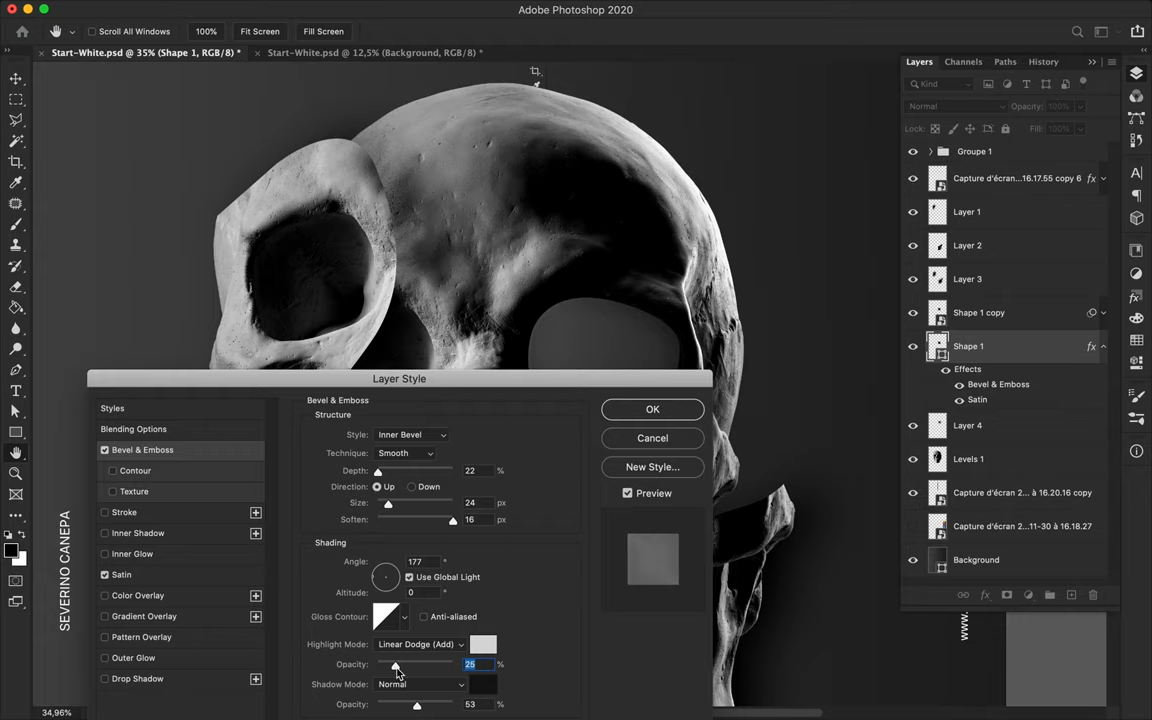 Adobe Photoshop 2020
Scroll All Windows 100% Fit Screen Fill Screen
Start-White.psd @ 35% (Shape 1, RGB/8) * Start-White.psd @ 12,5% (Background, RGB/8) *
Layers Channels Paths History
Kind
Normal Opacity: 100%
Lock: Fill: 100%
Groupe 1
Capture d'écran...16.17.55 copy 6 fx
Layer 1
Layer 2
Layer 3
Shape 1 copy
Shape 1 fx
Effects
Bevel & Emboss
Satin
Layer 4
Levels 1
Capture d'écran 2... à 16.20.16 copy
Capture d'écran 2...11-30 à 16.18.27
Background
fx
Layer Style
Styles
Blending Options
Bevel & Emboss
Contour
Texture
Stroke
Inner Shadow
Inner Glow
Satin
Color Overlay
Gradient Overlay
Pattern Overlay
Outer Glow
Drop Shadow
Bevel & Emboss
Structure
Style: Inner Bevel
Technique: Smooth
Depth: 22 %
Direction: Up Down
Size: 24 px
Soften: 16 px
Shading
Angle: 177 °
Use Global Light
Altitude: 0 °
Gloss Contour: Anti-aliased
Highlight Mode: Linear Dodge (Add)
Opacity: 25 %
Shadow Mode: Normal
Opacity: 53 %
OK
Cancel
New Style...
Preview
SEVERINO CANEPA
www.
34,96%